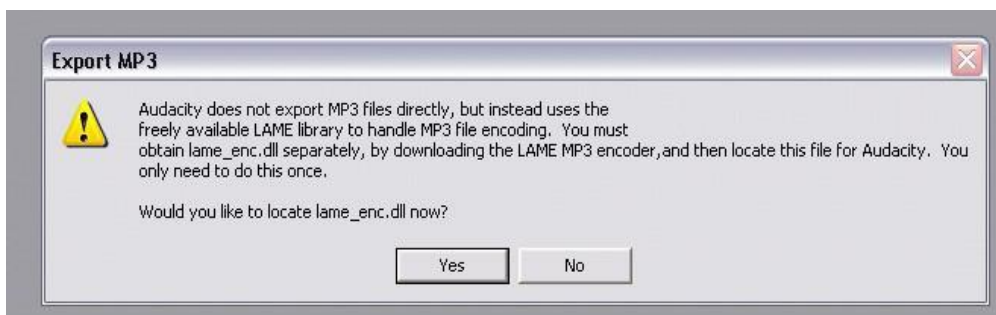 Export MP3
Audacity does not export MP3 files directly, but instead uses the
freely available LAME library to handle MP3 file encoding.  You must
obtain lame_enc.dll separately, by downloading the LAME MP3 encoder,and then locate this file for Audacity.  You
only need to do this once.
Would you like to locate lame_enc.dll now?
Yes
No